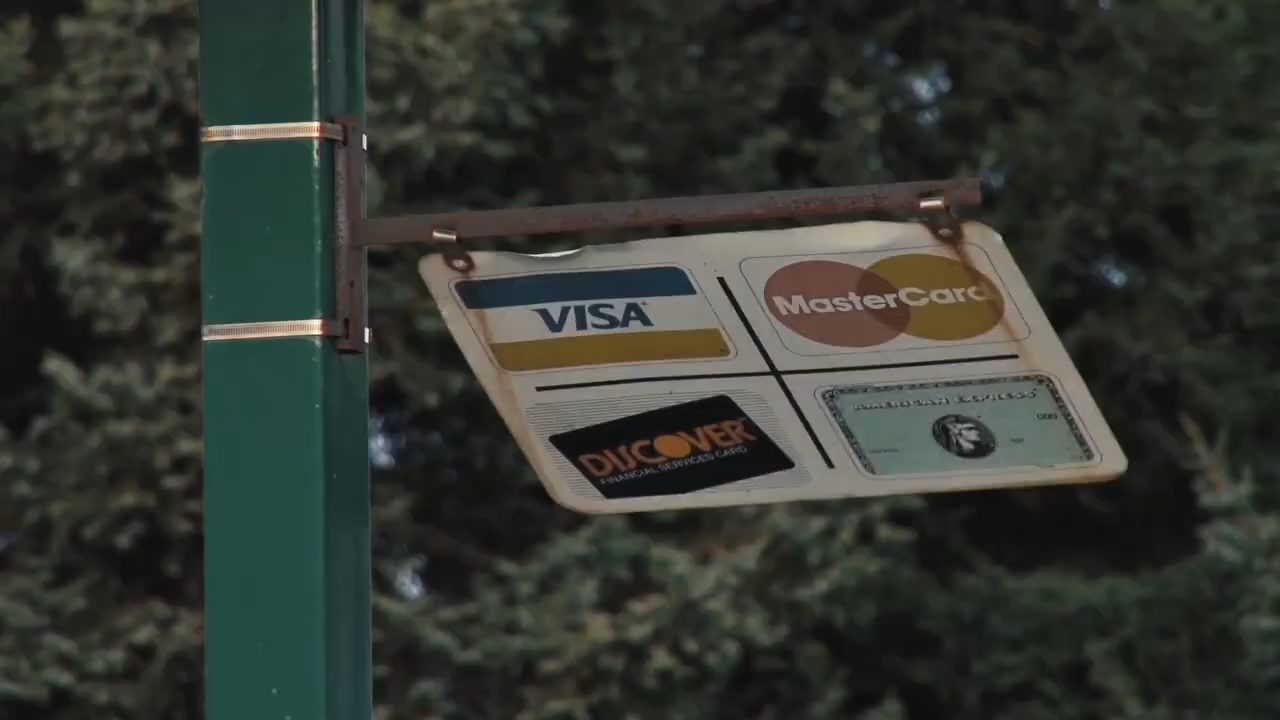 VISA
MasterCard
DISCOVER
FINANCIAL SERVICES CARD
AMERICAN EXPRESS